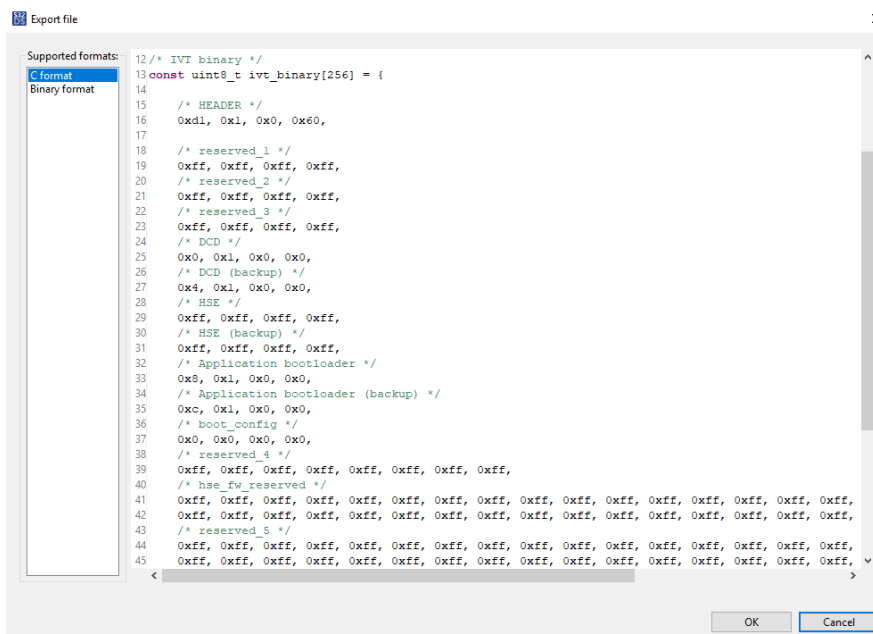 Export file
Supported formats:
C format
Binary format
12 /* IVT binary */
13 const uint8_t ivt_binary[256] = {
14
15 /* HEADER */
16 0xd1, 0x1, 0x0, 0x60,
17
18 /* reserved_1 */
19 0xff, 0xff, 0xff, 0xff,
20 /* reserved_2 */
21 0xff, 0xff, 0xff, 0xff,
22 /* reserved_3 */
23 0xff, 0xff, 0xff, 0xff,
24 /* DCD */
25 0x0, 0x1, 0x0, 0x0,
26 /* DCD (backup) */
27 0x4, 0x1, 0x0, 0x0,
28 /* HSE */
29 0xff, 0xff, 0xff, 0xff,
30 /* HSE (backup) */
31 0xff, 0xff, 0xff, 0xff,
32 /* Application bootloader */
33 0x8, 0x1, 0x0, 0x0,
34 /* Application bootloader (backup) */
35 0xc, 0x1, 0x0, 0x0,
36 /* boot_config */
37 0x0, 0x0, 0x0, 0x0,
38 /* reserved_4 */
39 0xff, 0xff, 0xff, 0xff, 0xff, 0xff, 0xff, 0xff,
40 /* hse_fw_reserved */
41 0xff, 0xff, 0xff, 0xff, 0xff, 0xff, 0xff, 0xff, 0xff, 0xff, 0xff, 0xff, 0xff, 0xff, 0xff, 0xff,
42 0xff, 0xff, 0xff, 0xff, 0xff, 0xff, 0xff, 0xff, 0xff, 0xff, 0xff, 0xff, 0xff, 0xff, 0xff, 0xff,
43 /* reserved_5 */
44 0xff, 0xff, 0xff, 0xff, 0xff, 0xff, 0xff, 0xff, 0xff, 0xff, 0xff, 0xff, 0xff, 0xff, 0xff, 0xff,
45 0xff, 0xff, 0xff, 0xff, 0xff, 0xff, 0xff, 0xff, 0xff, 0xff, 0xff, 0xff, 0xff, 0xff, 0xff, 0xff,
OK
Cancel